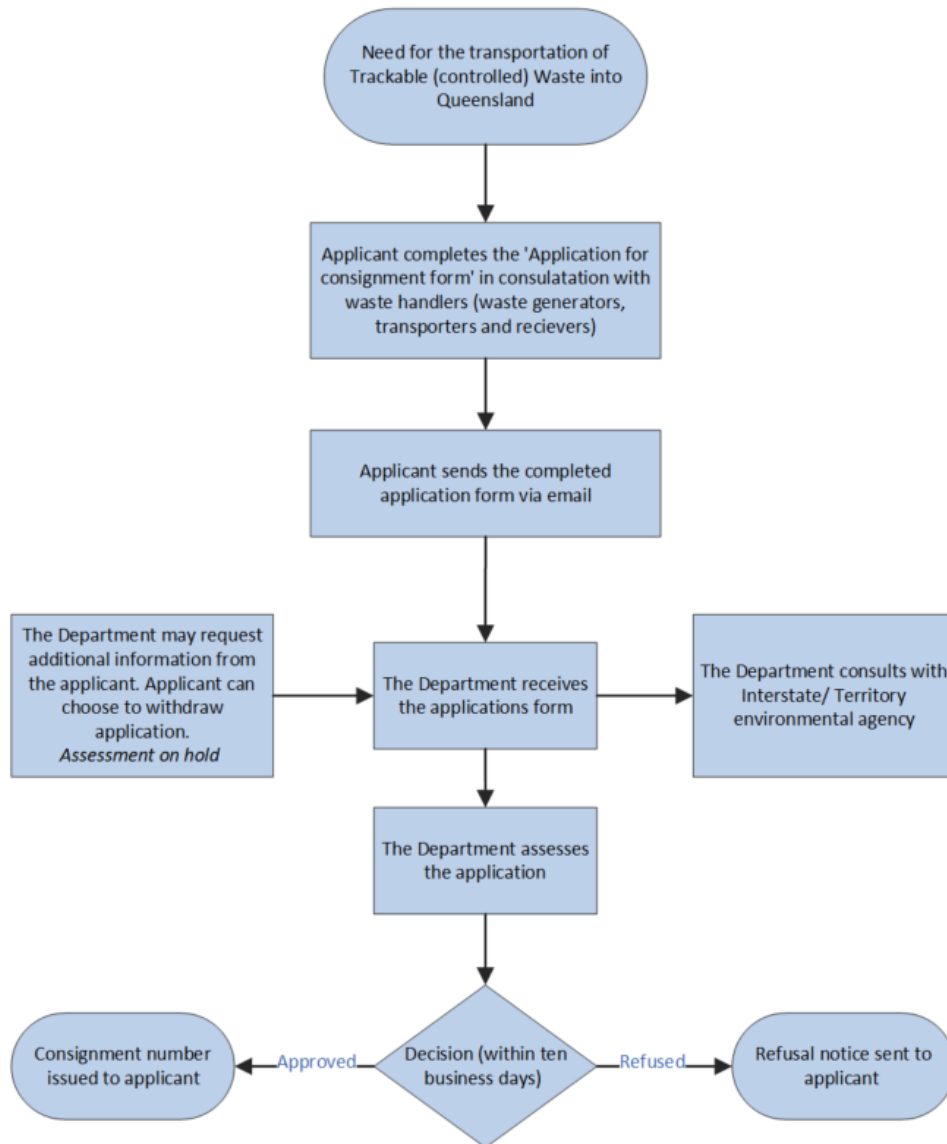 Need for the transportation of
Trackable (controlled) Waste into
Queensland
Applicant completes the 'Application for
consignment form' in consulatation with
waste handlers (waste generators,
transporters and recievers)
Applicant sends the completed
application form via email
The Department may request
additional information from
the applicant. Applicant can
choose to withdraw
application.
Assessment on hold
The Department receives
the applications form
The Department consults with
Interstate/ Territory
environmental agency
The Department assesses
the application
Consignment number
issued to applicant
Approved
Decision (within ten
business days)
Refused
Refusal notice sent to
applicant